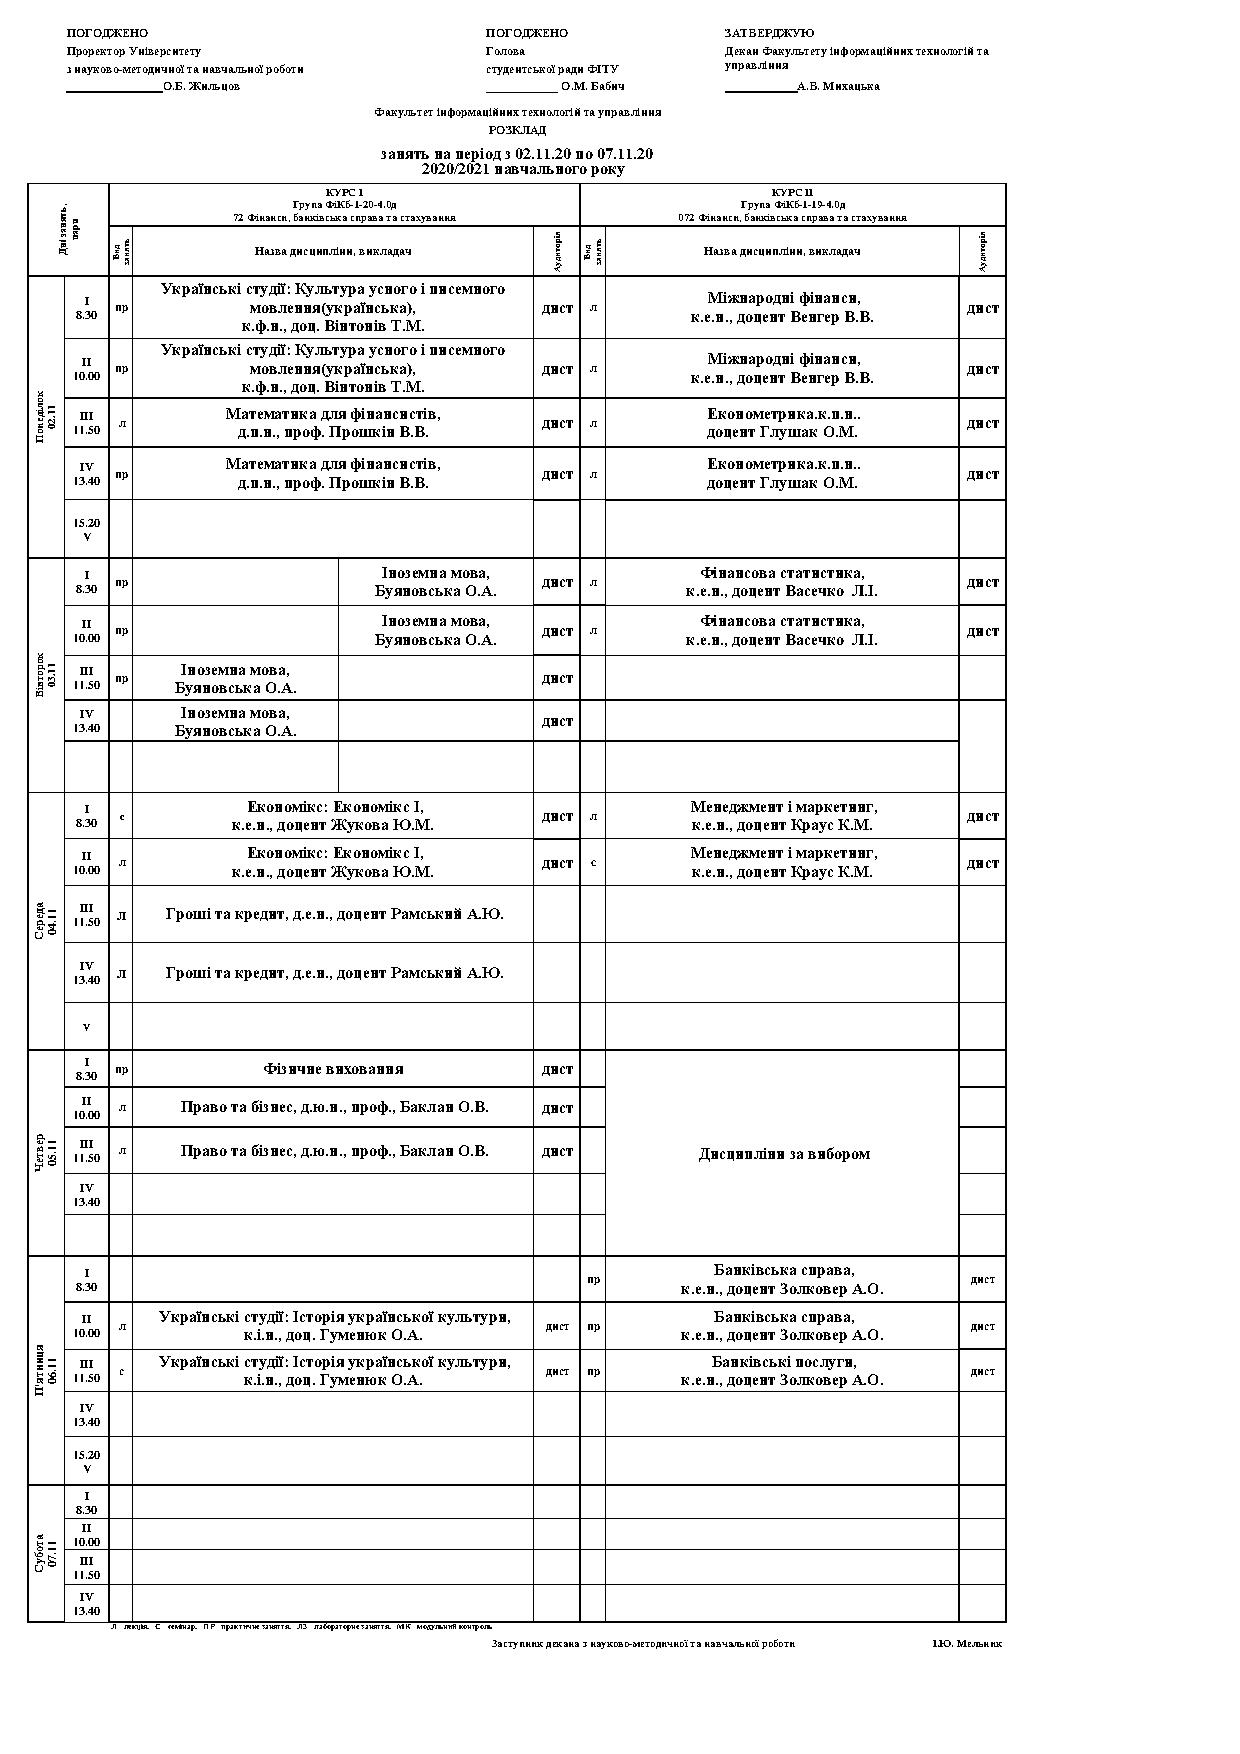 ПОГОДЖЕНО
Проректор Університету
з науково-методичної та навчальної роботи
________________О.Б. Жильцов
ПОГОДЖЕНО
Голова
студентської ради ФІТУ
____________ О.М. Бабич
ЗАТВЕРДЖУЮ
Декан Факультету інформаційних технологій та
управління
____________А.В. Михацька
Факультет інформаційних технологій та управління
РОЗКЛАД
занять на період з 02.11.20 по 07.11.20
2020/2021 навчального року
Дні занять,
пари
КУРС I
Група ФіКб-1-20-4.0д
72 Фінанси, банківська справа та стахування
КУРС II
Група ФіКб-1-19-4.0д
072 Фінанси, банківська справа та стахування
Вид
занять
Назва дисципліни, викладач
Аудиторія
Вид
занять
Назва дисципліни, викладач
Аудиторія
Понеділок
02.11
I
8.30
пр
Українські студії: Культура усного і писемного
мовлення(українська),
к.ф.н., доц. Вінтонів Т.М.
дист
л
Міжнародні фінанси,
к.е.н., доцент Венгер В.В.
дист
II
10.00
пр
Українські студії: Культура усного і писемного
мовлення(українська),
к.ф.н., доц. Вінтонів Т.М.
дист
л
Міжнародні фінанси,
к.е.н., доцент Венгер В.В.
дист
III
11.50
л
Математика для фінансистів,
д.п.н., проф. Прошкін В.В.
дист
л
Економетрика.к.п.н..
доцент Глушак О.М.
дист
IV
13.40
пр
Математика для фінансистів,
д.п.н., проф. Прошкін В.В.
дист
л
Економетрика.к.п.н..
доцент Глушак О.М.
дист
15.20
V
Вівторок
03.11
I
8.30
пр
Іноземна мова,
Буяновська О.А.
дист
л
Фінансова статистика,
к.е.н., доцент Васечко Л.І.
дист
II
10.00
пр
Іноземна мова,
Буяновська О.А.
дист
л
Фінансова статистика,
к.е.н., доцент Васечко Л.І.
дист
III
11.50
пр
Іноземна мова,
Буяновська О.А.
дист
IV
13.40
Іноземна мова,
Буяновська О.А.
дист
Середа
04.11
I
8.30
с
Економікс: Економікс I,
к.е.н., доцент Жукова Ю.М.
дист
л
Менеджмент і маркетинг,
к.е.н., доцент Краус К.М.
дист
II
10.00
л
Економікс: Економікс I,
к.е.н., доцент Жукова Ю.М.
дист
с
Менеджмент і маркетинг,
к.е.н., доцент Краус К.М.
дист
III
11.50
л
Гроші та кредит, д.е.н., доцент Рамський А.Ю.
IV
13.40
л
Гроші та кредит, д.е.н., доцент Рамський А.Ю.
V
Четвер
05.11
I
8.30
пр
Фізичне виховання
дист
II
10.00
л
Право та бізнес, д.ю.н., проф., Баклан О.В.
дист
III
11.50
л
Право та бізнес, д.ю.н., проф., Баклан О.В.
дист
Дисципліни за вибором
IV
13.40
П'ятниця
06.11
I
8.30
пр
Банківська справа,
к.е.н., доцент Золковер А.О.
дист
II
10.00
л
Українські студії: Історія української культури,
к.і.н., доц. Гуменюк О.А.
дист
пр
Банківська справа,
к.е.н., доцент Золковер А.О.
дист
III
11.50
с
Українські студії: Історія української культури,
к.і.н., доц. Гуменюк О.А.
дист
пр
Банківські послуги,
к.е.н., доцент Золковер А.О.
дист
IV
13.40
15.20
V
Субота
07.11
I
8.30
II
10.00
III
11.50
IV
13.40
Л лекція, С семінар, ПР практичне заняття, ЛЗ лабораторне заняття, МК модульний контроль
Заступник декана з науково-методичної та навчальної роботи
І.Ю. Мельник